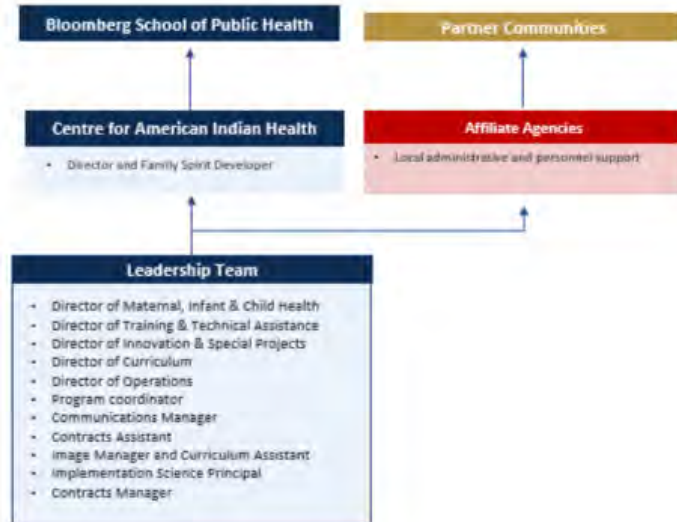 Bloomberg School of Public Health
Partner Communities
Centre for American Indian Health
Affiliate Agencies
• Director and Family Spirit Developer
• Local administrative and personnel support
Leadership Team
• Director of Maternal, Infant & Child Health
• Director of Training & Technical Assistance
• Director of Innovation & Special Projects
• Director of Curriculum
• Director of Operations
• Program coordinator
• Communications Manager
• Contracts Assistant
• Image Manager and Curriculum Assistant
• Implementation Science Principal
• Contracts Manager